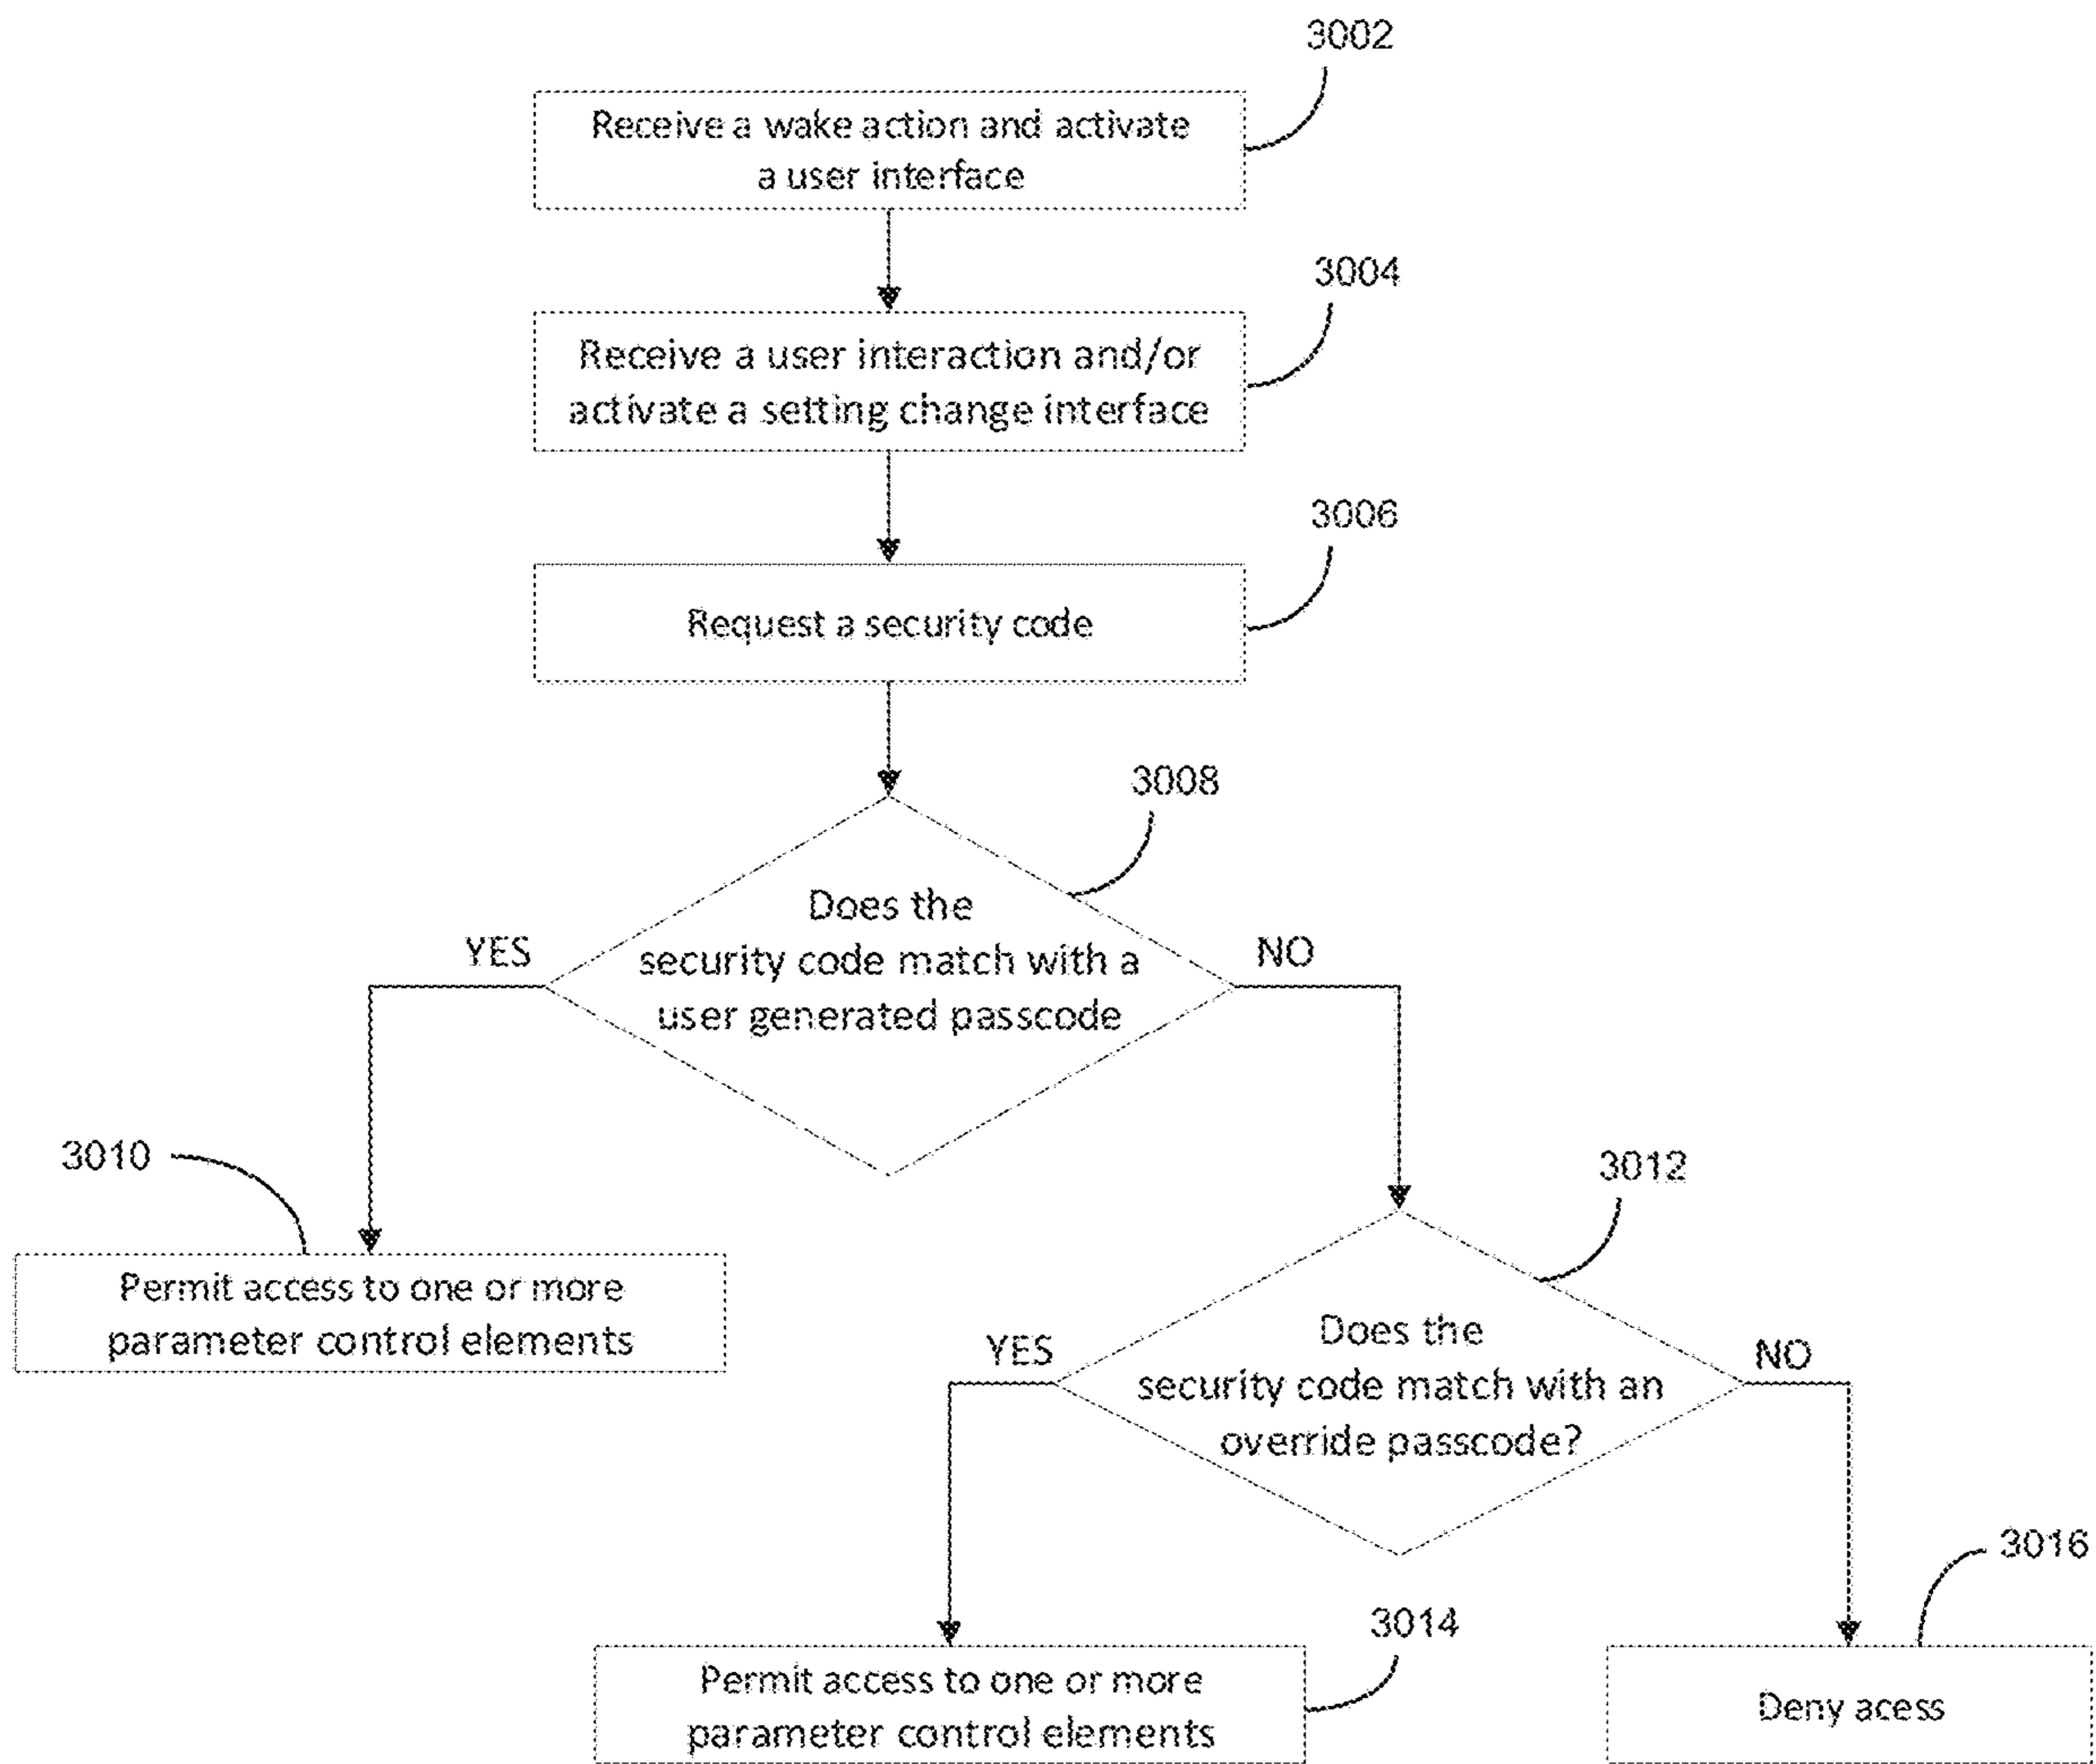 3002
Receive a wake action and activate
a user interface
3004
Receive a user interaction and/or
activate a setting change interface
3006
Request a security code
3008
Does the
security code match with a
user generated passcode
YES
NO
3010
Permit access to one or more
parameter control elements
3012
Does the
security code match with an
override passcode?
YES
NO
3014
Permit access to one or more
parameter control elements
3016
Deny acess